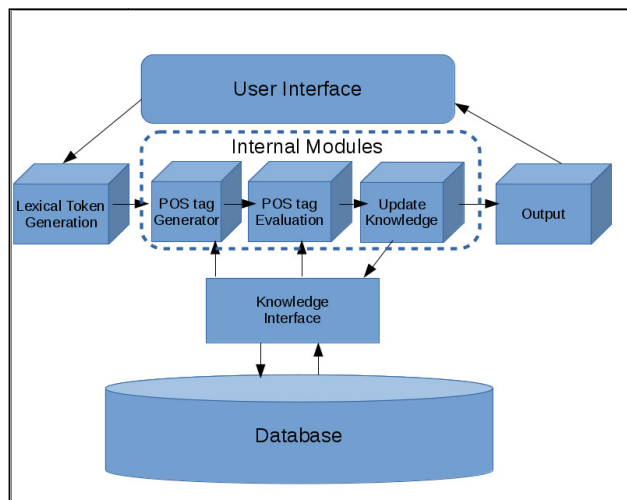 User Interface
Internal Modules
Lexical Token
Generation
POS tag
Generator
POS tag
Evaluation
Update
Knowledge
Output
Knowledge
Interface
Database